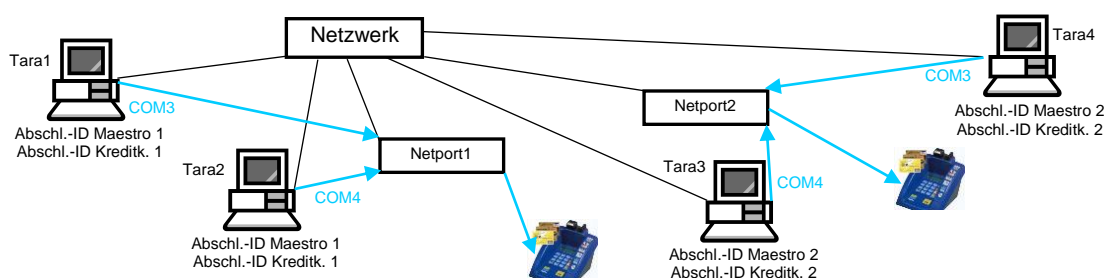 Netzwerk
Tara1
COM3
Abschl.-ID Maestro 1
Abschl.-ID Kreditk. 1
Netport1
Tara2
COM4
Abschl.-ID Maestro 1
Abschl.-ID Kreditk. 1
Netport2
Tara3
COM4
Abschl.-ID Maestro 2
Abschl.-ID Kreditk. 2
Tara4
COM3
Abschl.-ID Maestro 2
Abschl.-ID Kreditk. 2